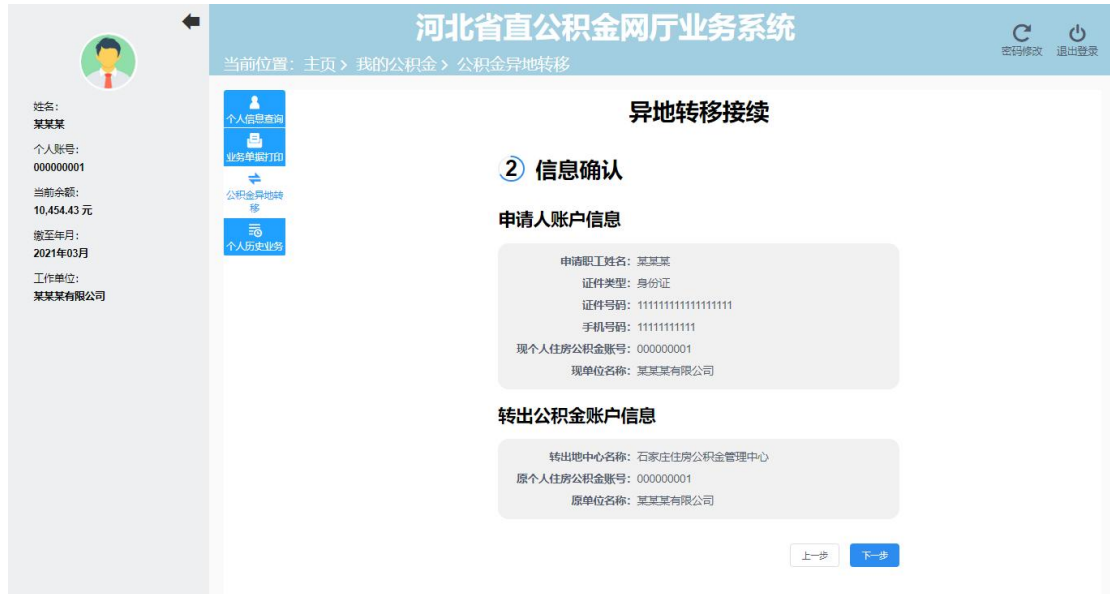 河北省直公积金网厅业务系统
当前位置：主页 > 我的公积金 > 公积金异地转移
密码修改
退出登录
姓名：
某某某
个人账号：
000000001
当前余额：
10,454.43 元
缴至年月：
2021年03月
工作单位：
某某某有限公司
个人信息查询
业务单据打印
公积金异地转
移
个人历史业务
异地转移接续
2 信息确认
申请人账户信息
申请职工姓名：某某某
证件类型：身份证
证件号码：111111111111111111
手机号码：11111111111
现个人住房公积金账号：000000001
现单位名称：某某某有限公司
转出公积金账户信息
转出地中心名称：石家庄住房公积金管理中心
原个人住房公积金账号：000000001
原单位名称：某某某有限公司
上一步
下一步